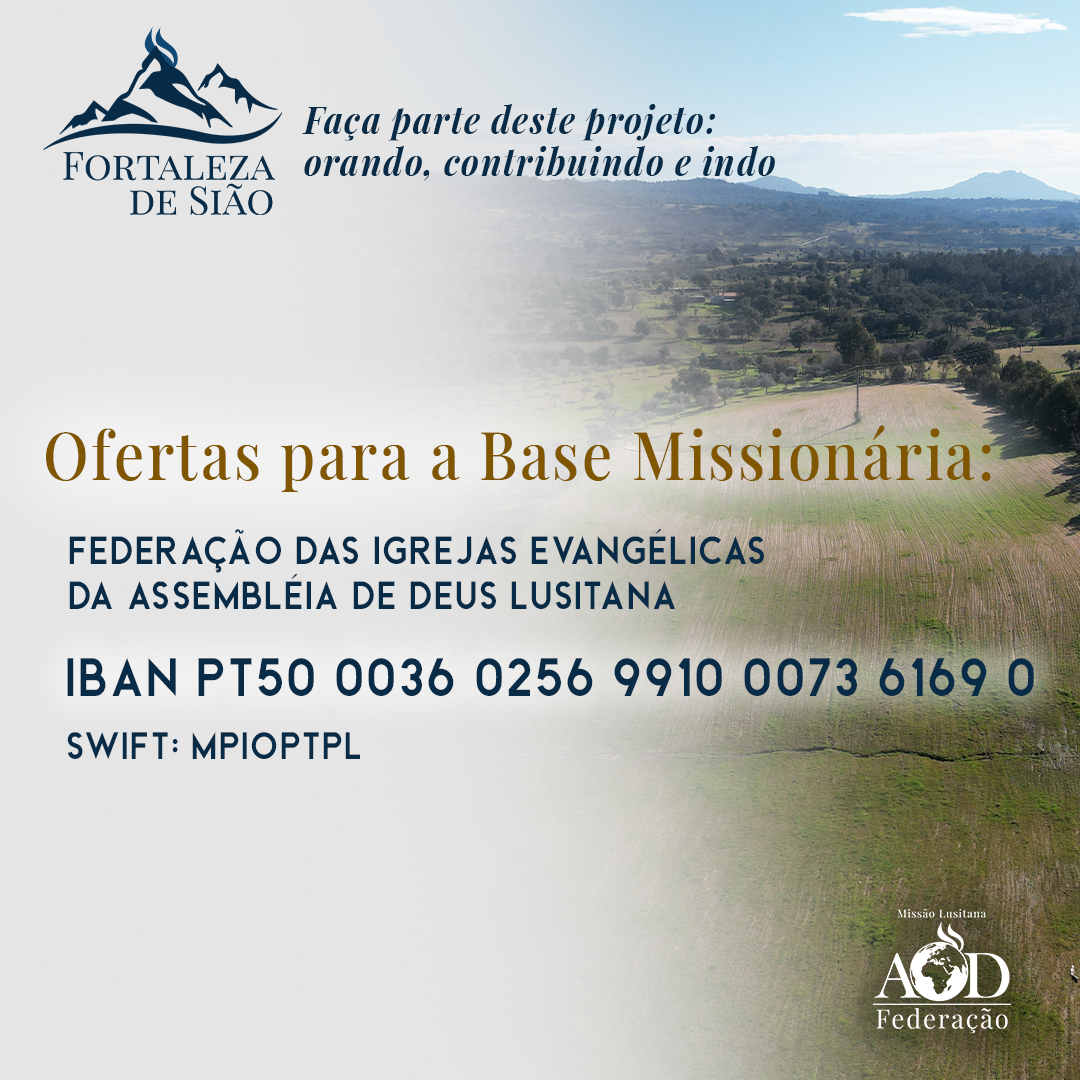 FORTALEZA
DE SIÃO
Faça parte deste projeto:
orando, contribuindo e indo
Ofertas para a Base Missionária:
FEDERAÇÃO DAS IGREJAS EVANGÉLICAS
DA ASSEMBLÉIA DE DEUS LUSITANA
IBAN PT50 0036 0256 9910 0073 6169 0
SWIFT: MPIOPTPL
Missão Lusitana
AD
Federação